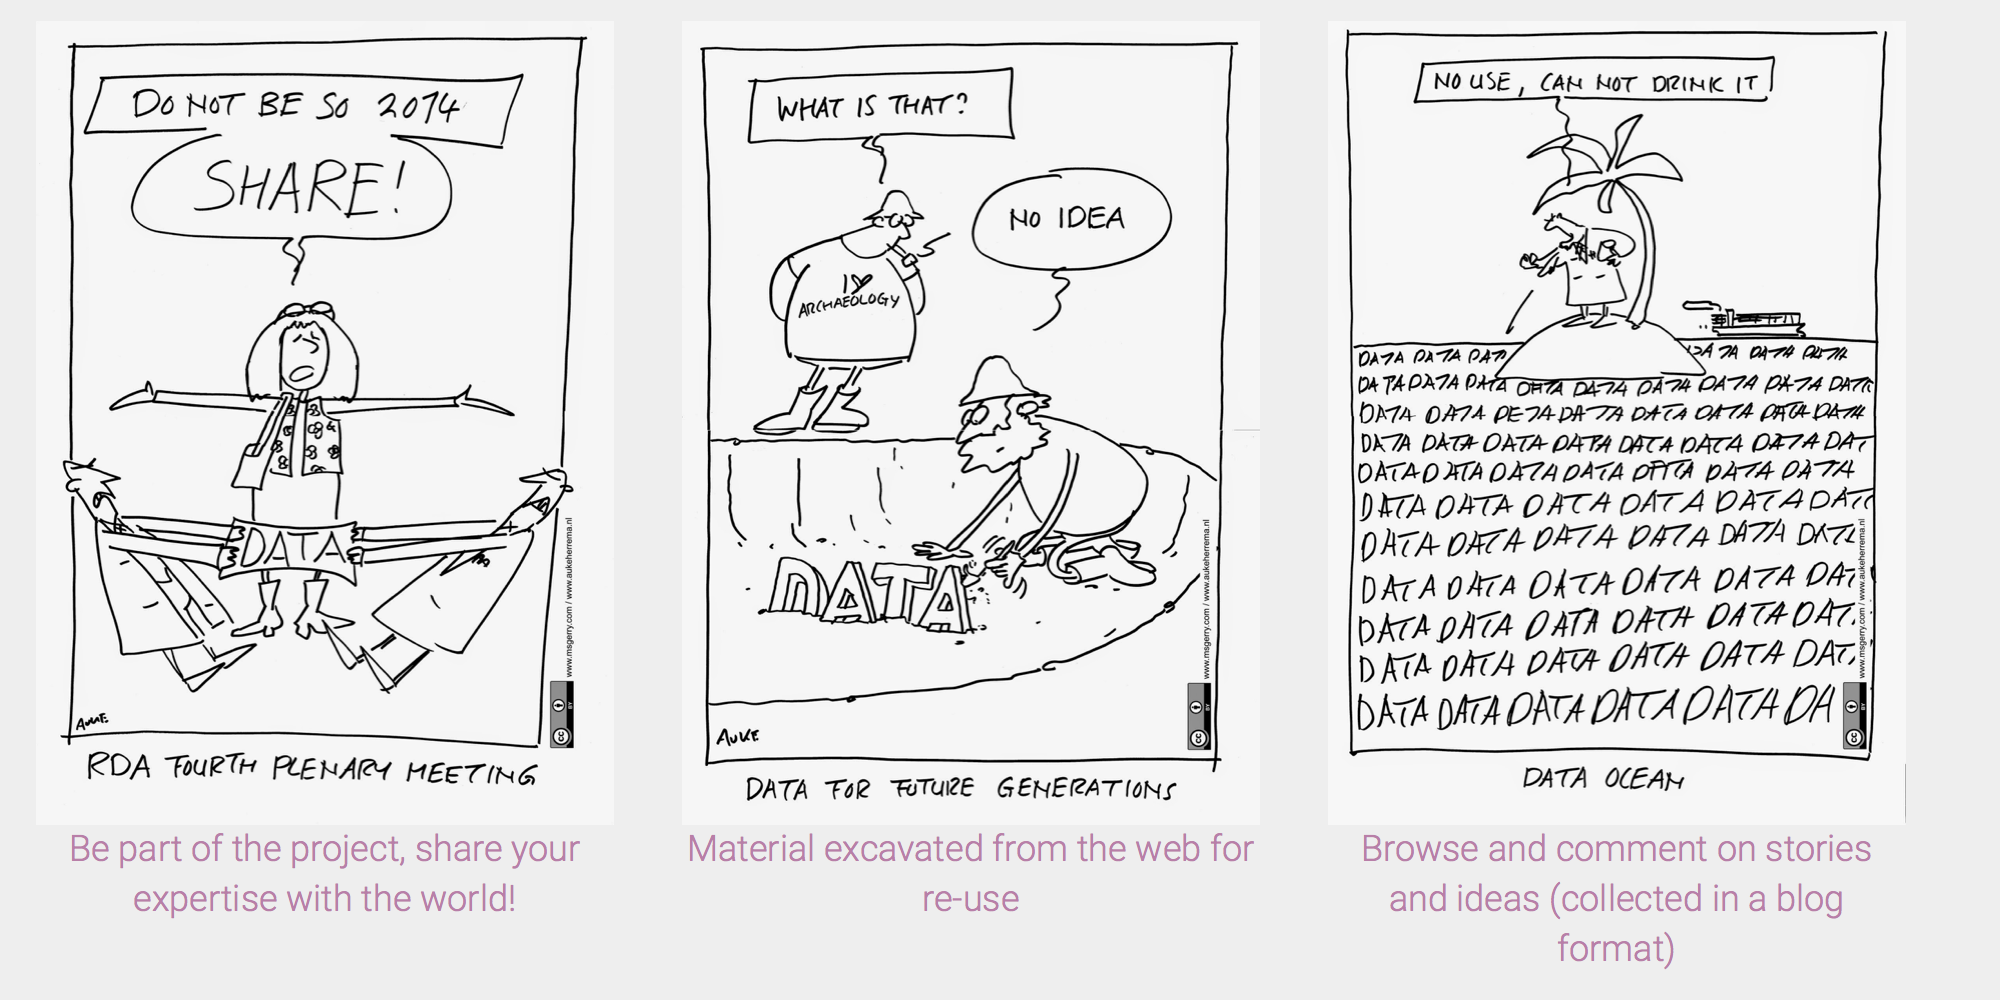 DO NOT BE SO 2014
SHARE!
DATA
AUKE
www.msgerry.com / www.aukeherrema.nl
CC BY
RDA FOURTH PLENARY MEETING
Be part of the project, share your
expertise with the world!
WHAT IS THAT?
NO IDEA
I ♥
ARCHAEOLOGY
DATA
AUKE
www.msgerry.com / www.aukeherrema.nl
CC BY
DATA FOR FUTURE GENERATIONS
Material excavated from the web for
re-use
NO USE, CAN NOT DRINK IT
DATA DATA DAT DATA DATA DATA
DATA DATA DATA DATA DATA DATA DATA DATA DATA
DATA DATA DATA DATA DATA DATA DATA DATA
DATA DATA DATA DATA DATA DATA DATA DAT
DATA DATA DATA DATA DATA DATA DATA
DATA DATA DATA DATA DATA DATA
DATA DATA DATA DATA DATA DATA
DATA DATA DATA DATA DATA DAT
DATA DATA DATA DATA DATA DAT
DATA DATA DATA DATA DATA DAT
DATA DATA DATA DATA DATA DA
www.msgerry.com / www.aukeherrema.nl
CC BY
DATA OCEAN
Browse and comment on stories
and ideas (collected in a blog
format)